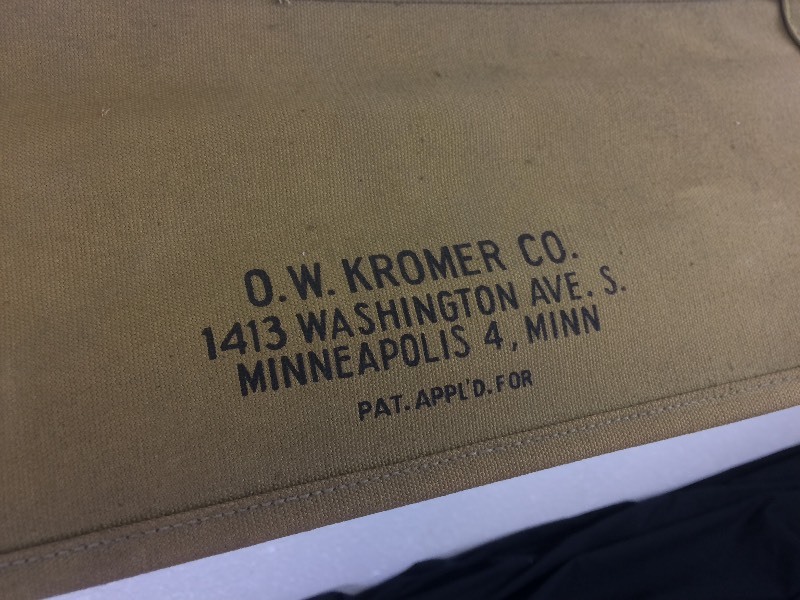 O.W. KROMER CO.
1413 WASHINGTON AVE. S.
MINNEAPOLIS 4, MINN
PAT. APPL'D. FOR